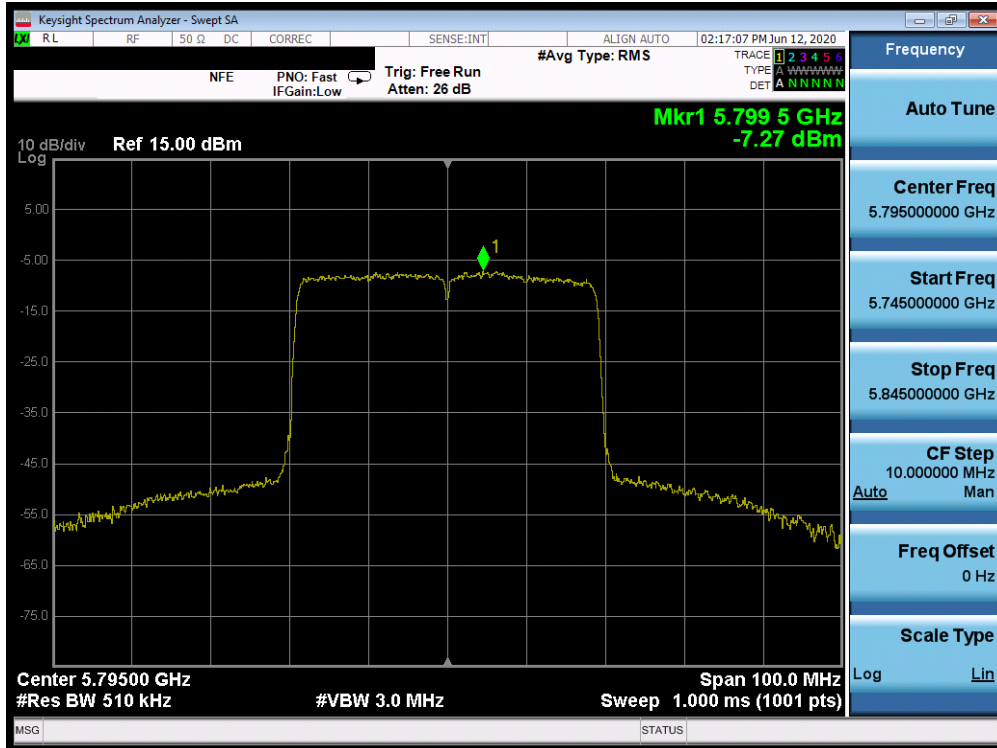 Keysight Spectrum Analyzer - Swept SA
LXI RL RF 50 Ω DC CORREC SENSE:INT ALIGN AUTO 02:17:07 PM Jun 12, 2020
#Avg Type: RMS
TRACE 1 2 3 4 5 6
TYPE A WWWWW
DET A N N N N N
NFE PNO: Fast Trig: Free Run
IFGain:Low Atten: 26 dB
Mkr1 5.799 5 GHz
-7.27 dBm
10 dB/div Ref 15.00 dBm
Log
1
5.00
-5.00
-15.0
-25.0
-35.0
-45.0
-55.0
-65.0
-75.0
Center 5.79500 GHz Span 100.0 MHz
#Res BW 510 kHz #VBW 3.0 MHz Sweep 1.000 ms (1001 pts)
MSG STATUS
Frequency
Auto Tune
Center Freq
5.795000000 GHz
Start Freq
5.745000000 GHz
Stop Freq
5.845000000 GHz
CF Step
10.000000 MHz
Auto Man
Freq Offset
0 Hz
Scale Type
Log Lin